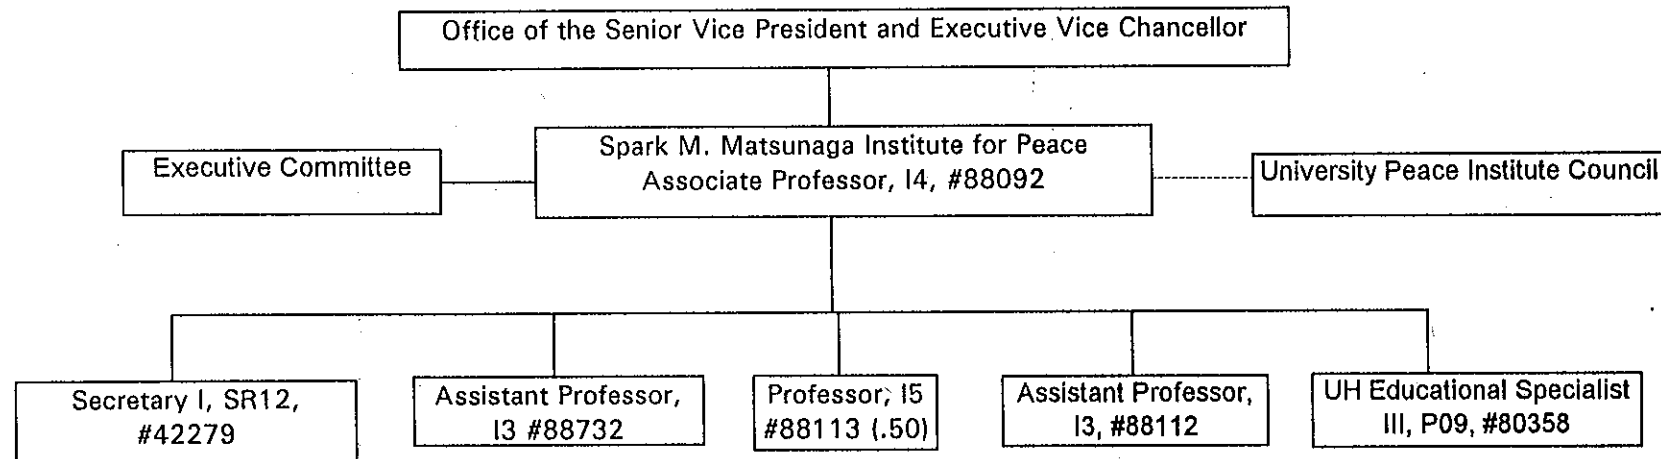 Office of the Senior Vice President and Executive Vice Chancellor
Executive Committee
Spark M. Matsunaga Institute for Peace
Associate Professor, I4, #88092
University Peace Institute Council
Secretary I, SR12,
#42279
Assistant Professor,
I3 #88732
Professor, I5
#88113 (.50)
Assistant Professor,
I3, #88112
UH Educational Specialist
III, P09, #80358